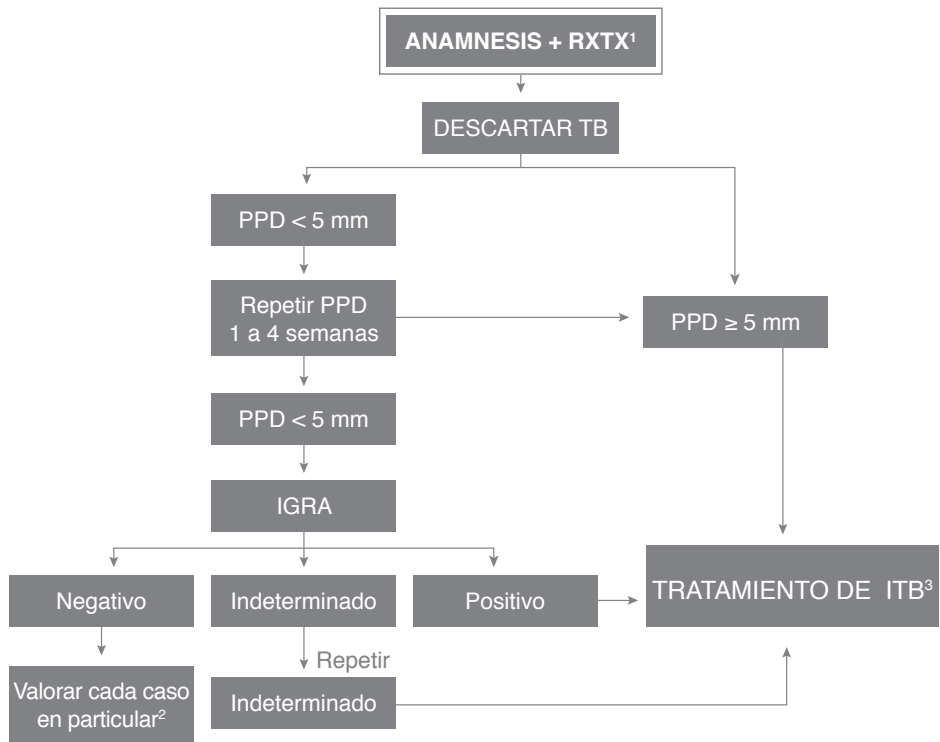 ANAMNESIS + RXTX¹
DESCARTAR TB
PPD < 5 mm
Repetir PPD
1 a 4 semanas
PPD ≥ 5 mm
PPD < 5 mm
IGRA
Negativo
Indeterminado
Positivo
TRATAMIENTO DE ITB³
Repetir
Valorar cada caso
en particular²
Indeterminado